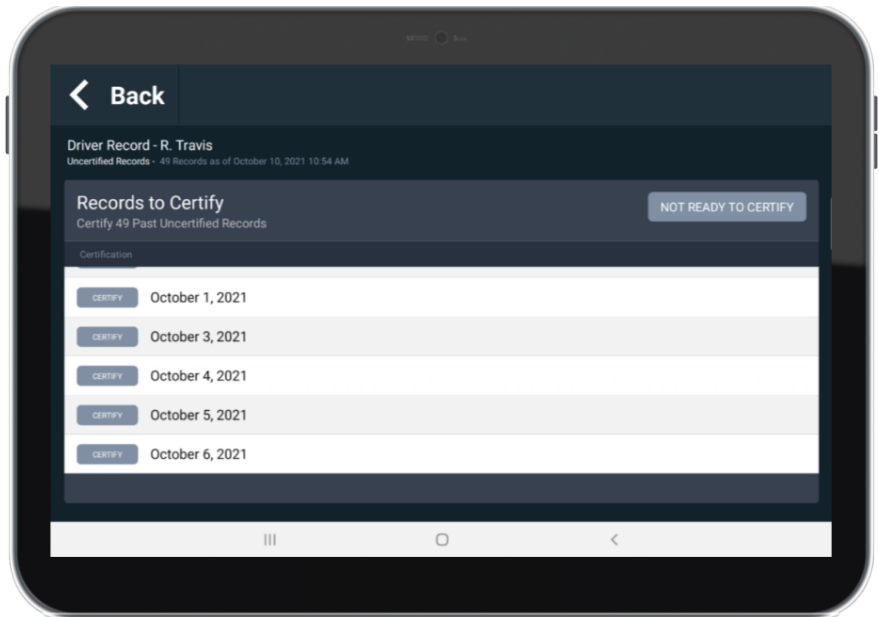 Back
Driver Record - R. Travis
Uncertified Records - 49 Records as of October 10, 2021 10:54 AM
Records to Certify
NOT READY TO CERTIFY
Certify 49 Past Uncertified Records
Certification
CERTIFY October 1, 2021
CERTIFY October 3, 2021
CERTIFY October 4, 2021
CERTIFY October 5, 2021
CERTIFY October 6, 2021